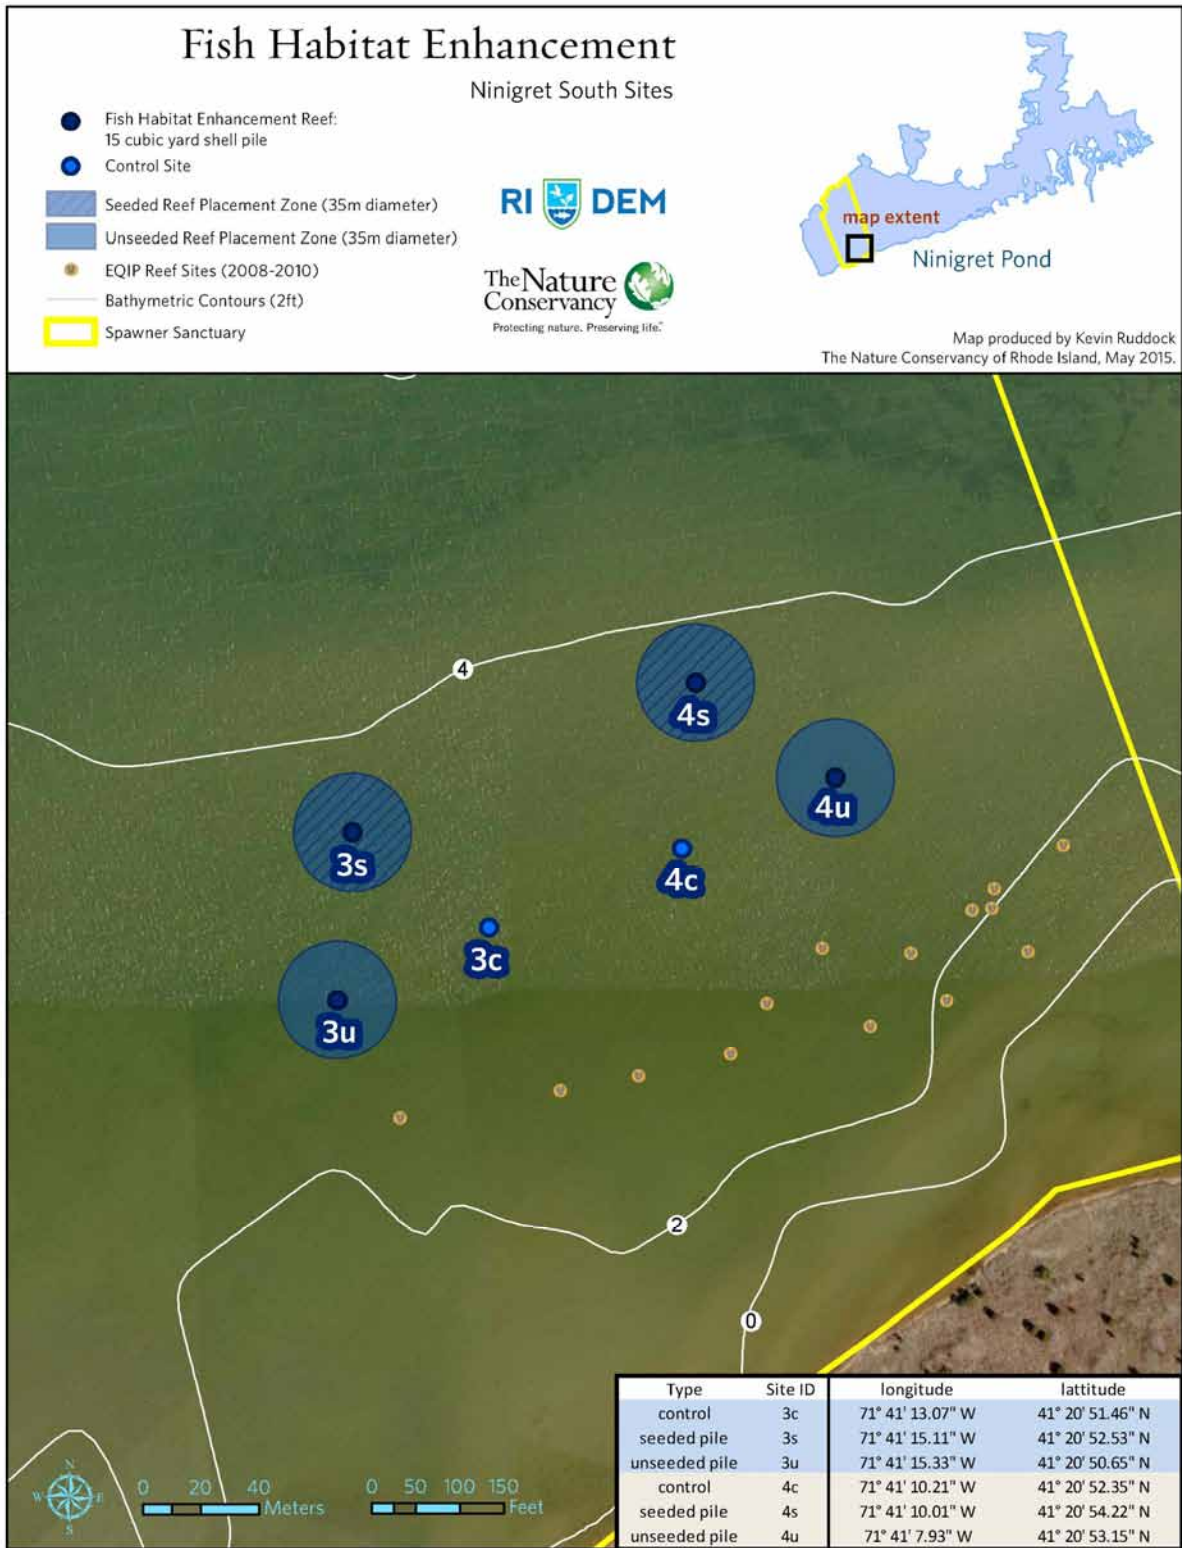 Fish Habitat Enhancement
Ninigret South Sites
Fish Habitat Enhancement Reef:
15 cubic yard shell pile
Control Site
Seeded Reef Placement Zone (35m diameter)
Unseeded Reef Placement Zone (35m diameter)
EQIP Reef Sites (2008-2010)
Bathymetric Contours (2ft)
Spawner Sanctuary
RI DEM
The Nature
Conservancy
Protecting nature. Preserving life.
map extent
Ninigret Pond
Map produced by Kevin Ruddock
The Nature Conservancy of Rhode Island, May 2015.
4
4s
4u
3s
4c
3c
3u
2
0
N
W E
S
0 20 40
Meters
0 50 100 150
Feet
Type Site ID longitude lattitude
control 3c 71° 41' 13.07" W 41° 20' 51.46" N
seeded pile 3s 71° 41' 15.11" W 41° 20' 52.53" N
unseeded pile 3u 71° 41' 15.33" W 41° 20' 50.65" N
control 4c 71° 41' 10.21" W 41° 20' 52.35" N
seeded pile 4s 71° 41' 10.01" W 41° 20' 54.22" N
unseeded pile 4u 71° 41' 7.93" W 41° 20' 53.15" N